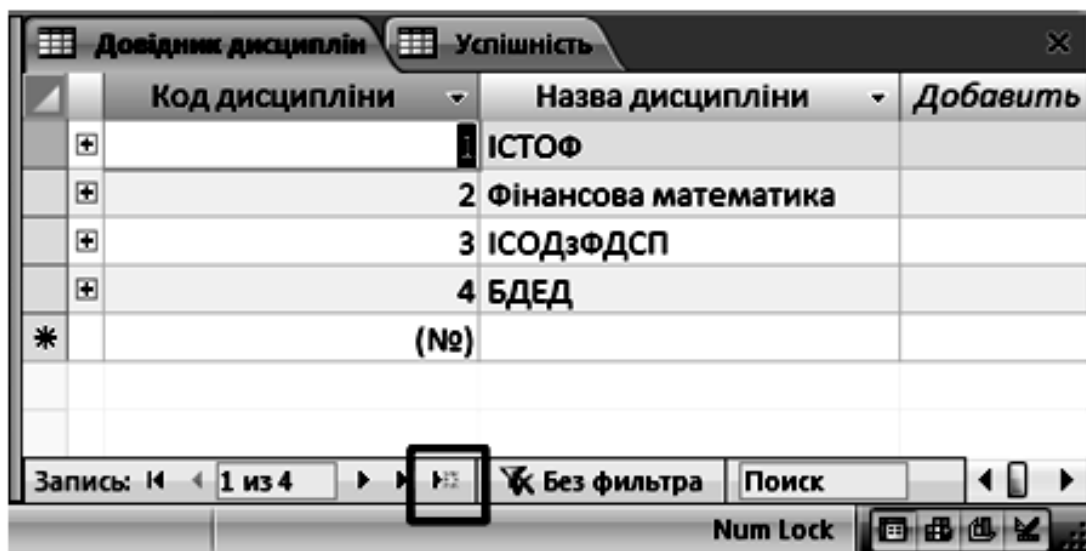 Довідник дисциплін Успішність
Код дисципліни Назва дисципліни Добавить
1 ІСТОФ
2 Фінансова математика
3 ІСОДзФДСП
4 БДЕД
(№)
Запись: 1 из 4 Без фильтра Поиск
Num Lock